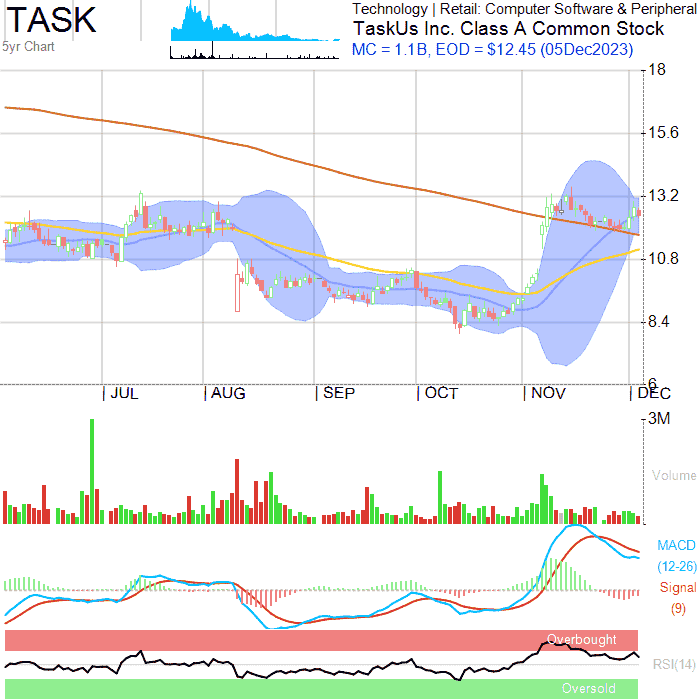 TASK
5yr Chart
Technology | Retail: Computer Software & Peripheral
TaskUs Inc. Class A Common Stock
MC = 1.1B, EOD = $12.45 (05Dec2023)
18
15.6
13.2
10.8
8.4
6
JUL
AUG
SEP
OCT
NOV
DEC
3M
Volume
MACD
(12-26)
Signal
(9)
Overbought
RSI(14)
Oversold